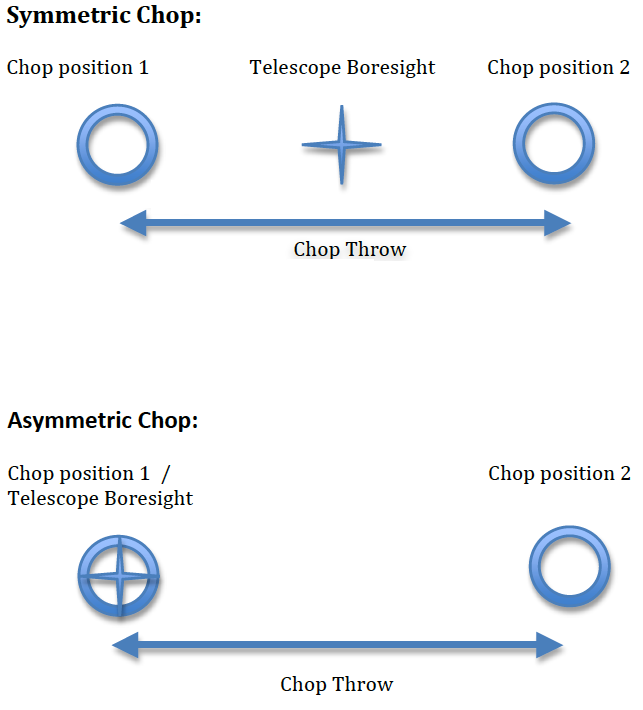 Symmetric Chop:
Chop position 1
Telescope Boresight
Chop position 2
Chop Throw
Asymmetric Chop:
Chop position 1 /
Telescope Boresight
Chop position 2
Chop Throw